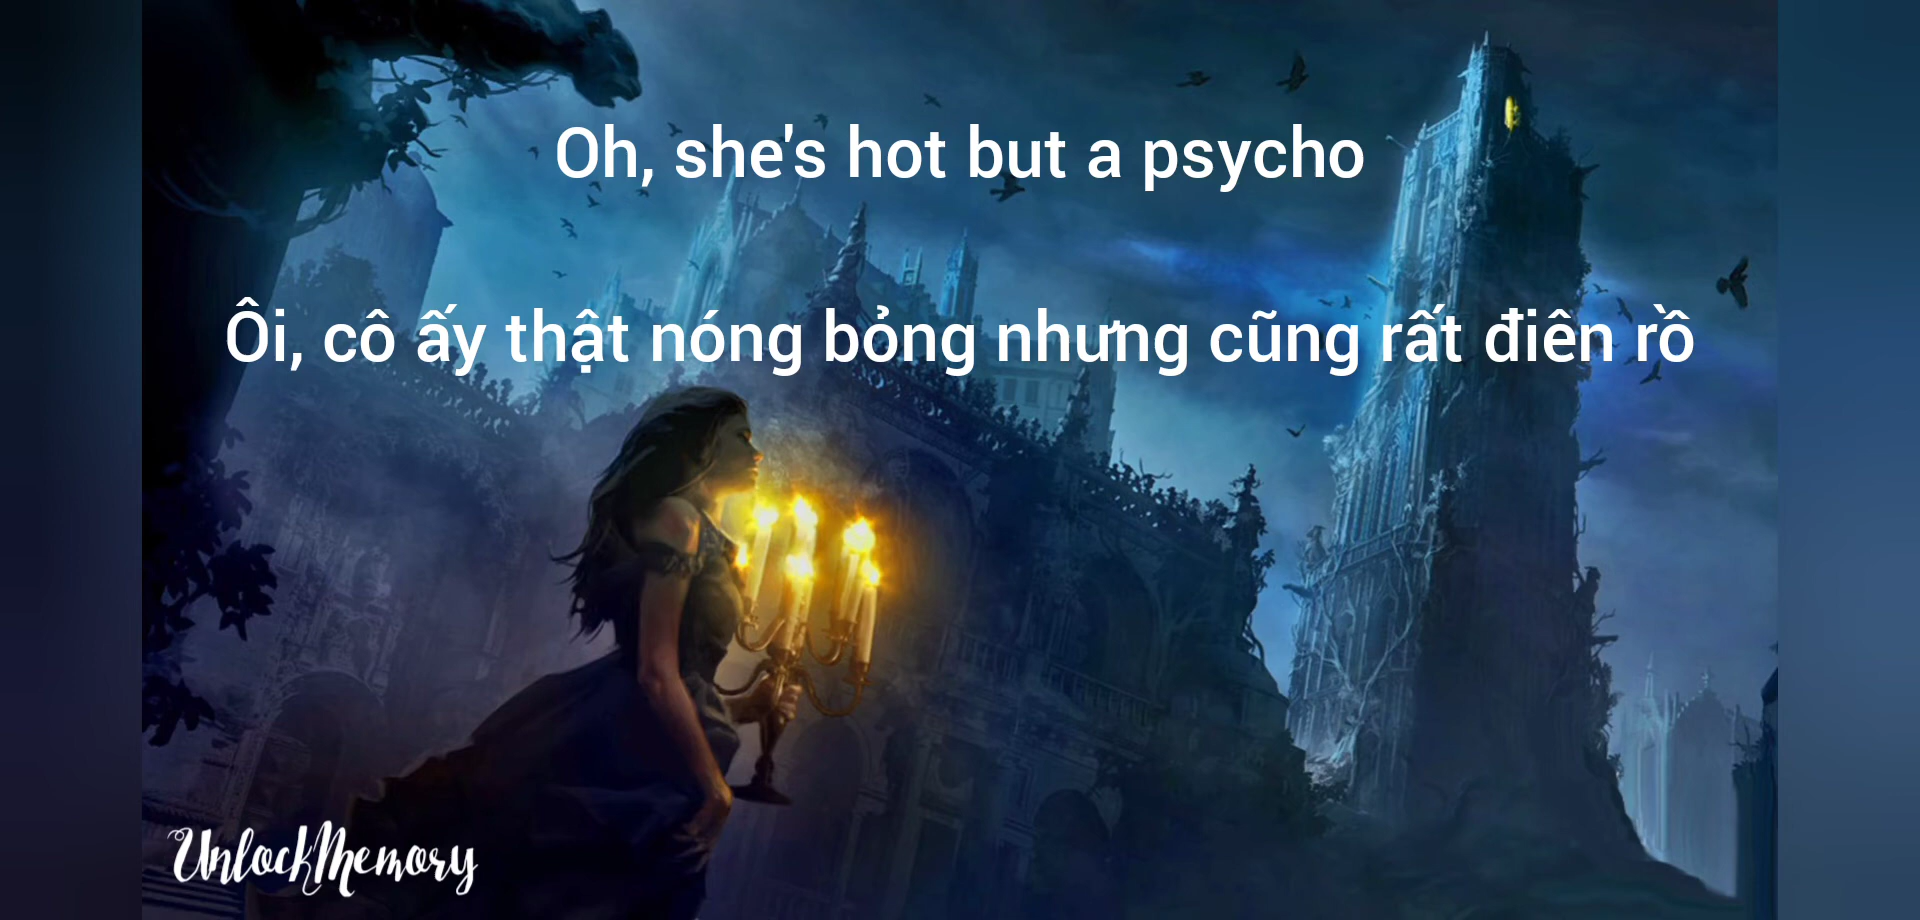 Oh, she's hot but a psycho
Ôi, cô ấy thật nóng bỏng nhưng cũng rất điên rồ
UnlockMemory